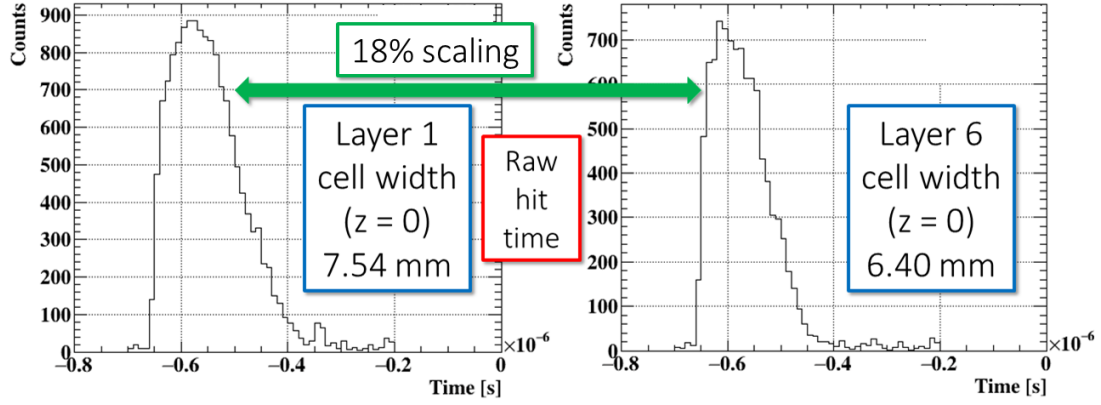 Counts
900
800
700
600
500
400
300
200
100
0
−0.8
−0.6
−0.4
−0.2
0
×10⁻⁶
Time [s]
18% scaling
Layer 1
cell width
(z = 0)
7.54 mm
Raw
hit
time
Counts
700
600
500
400
300
200
100
0
−0.8
−0.6
−0.4
−0.2
0
×10⁻⁶
Time [s]
Layer 6
cell width
(z = 0)
6.40 mm